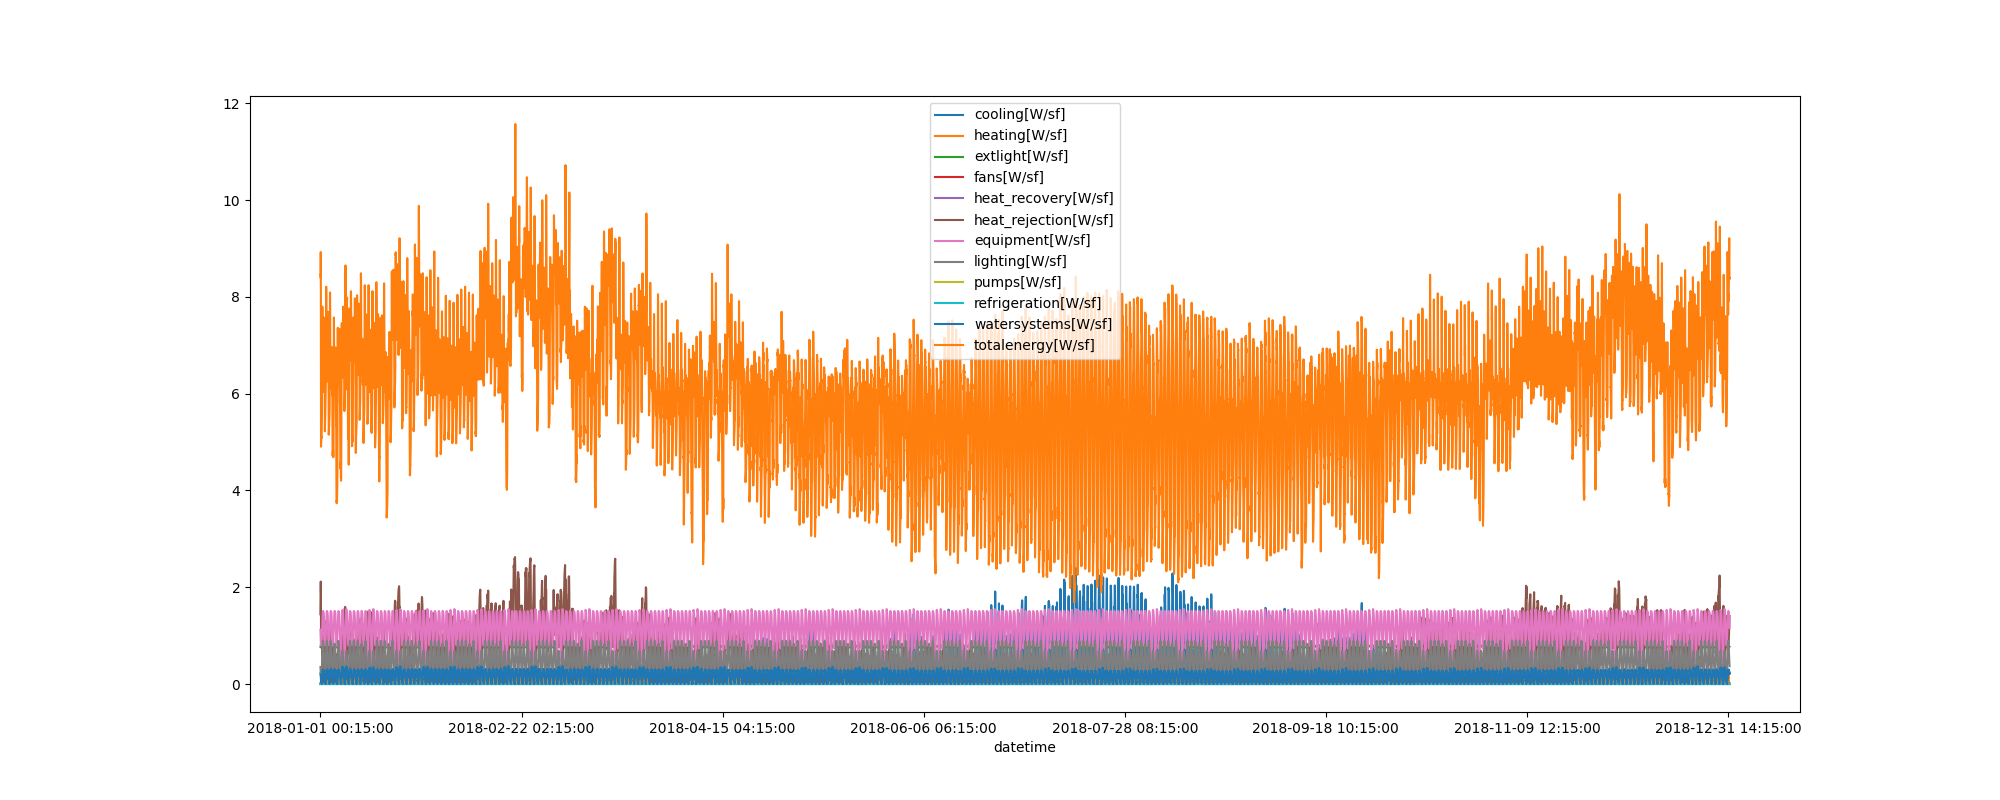 12
10
8
6
4
2
0
cooling[W/sf]
heating[W/sf]
extlight[W/sf]
fans[W/sf]
heat_recovery[W/sf]
heat_rejection[W/sf]
equipment[W/sf]
lighting[W/sf]
pumps[W/sf]
refrigeration[W/sf]
watersystems[W/sf]
totalenergy[W/sf]
2018-01-01 00:15:00 2018-02-22 02:15:00 2018-04-15 04:15:00 2018-06-06 06:15:00 2018-07-28 08:15:00 2018-09-18 10:15:00 2018-11-09 12:15:00 2018-12-31 14:15:00
datetime